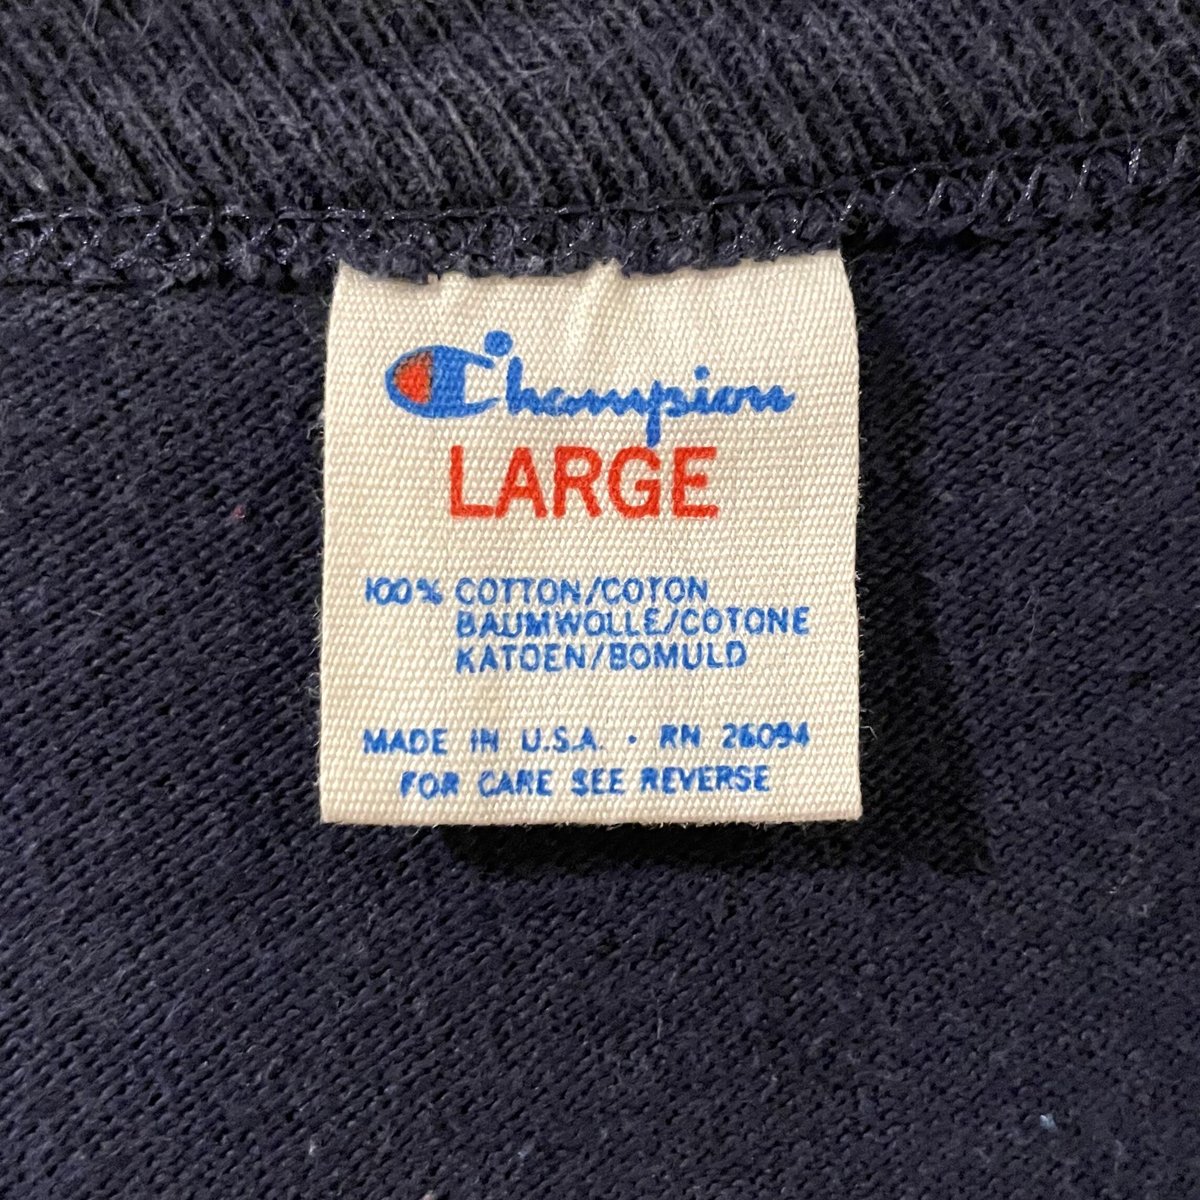 Champion
LARGE
100% COTTON/COTON
BAUMWOLLE/COTONE
KATOEN/BOMULD
MADE IN U.S.A. · RN 26094
FOR CARE SEE REVERSE